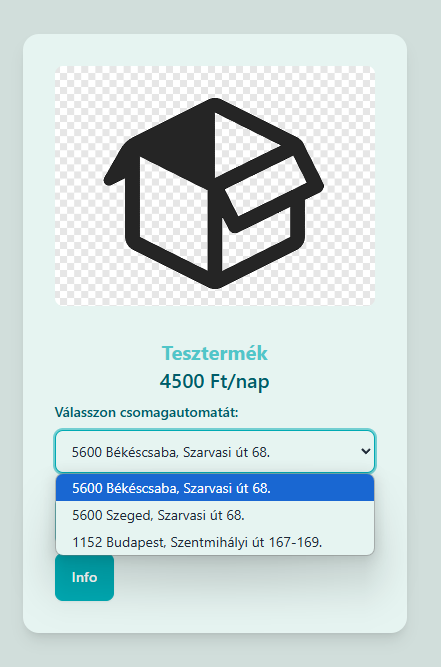 Tesztermék
4500 Ft/nap
Válasszon csomagautomatát:
5600 Békéscsaba, Szarvasi út 68.
5600 Békéscsaba, Szarvasi út 68.
5600 Szeged, Szarvasi út 68.
1152 Budapest, Szentmihályi út 167-169.
Info